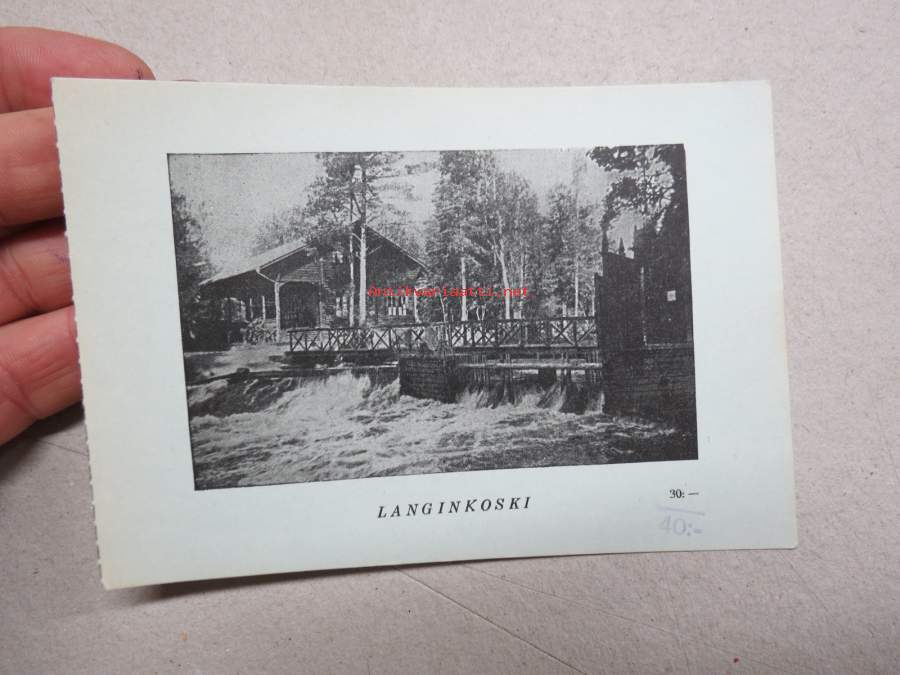 antikvariaatti.net
LANGINKOSKI
30:—
40:-